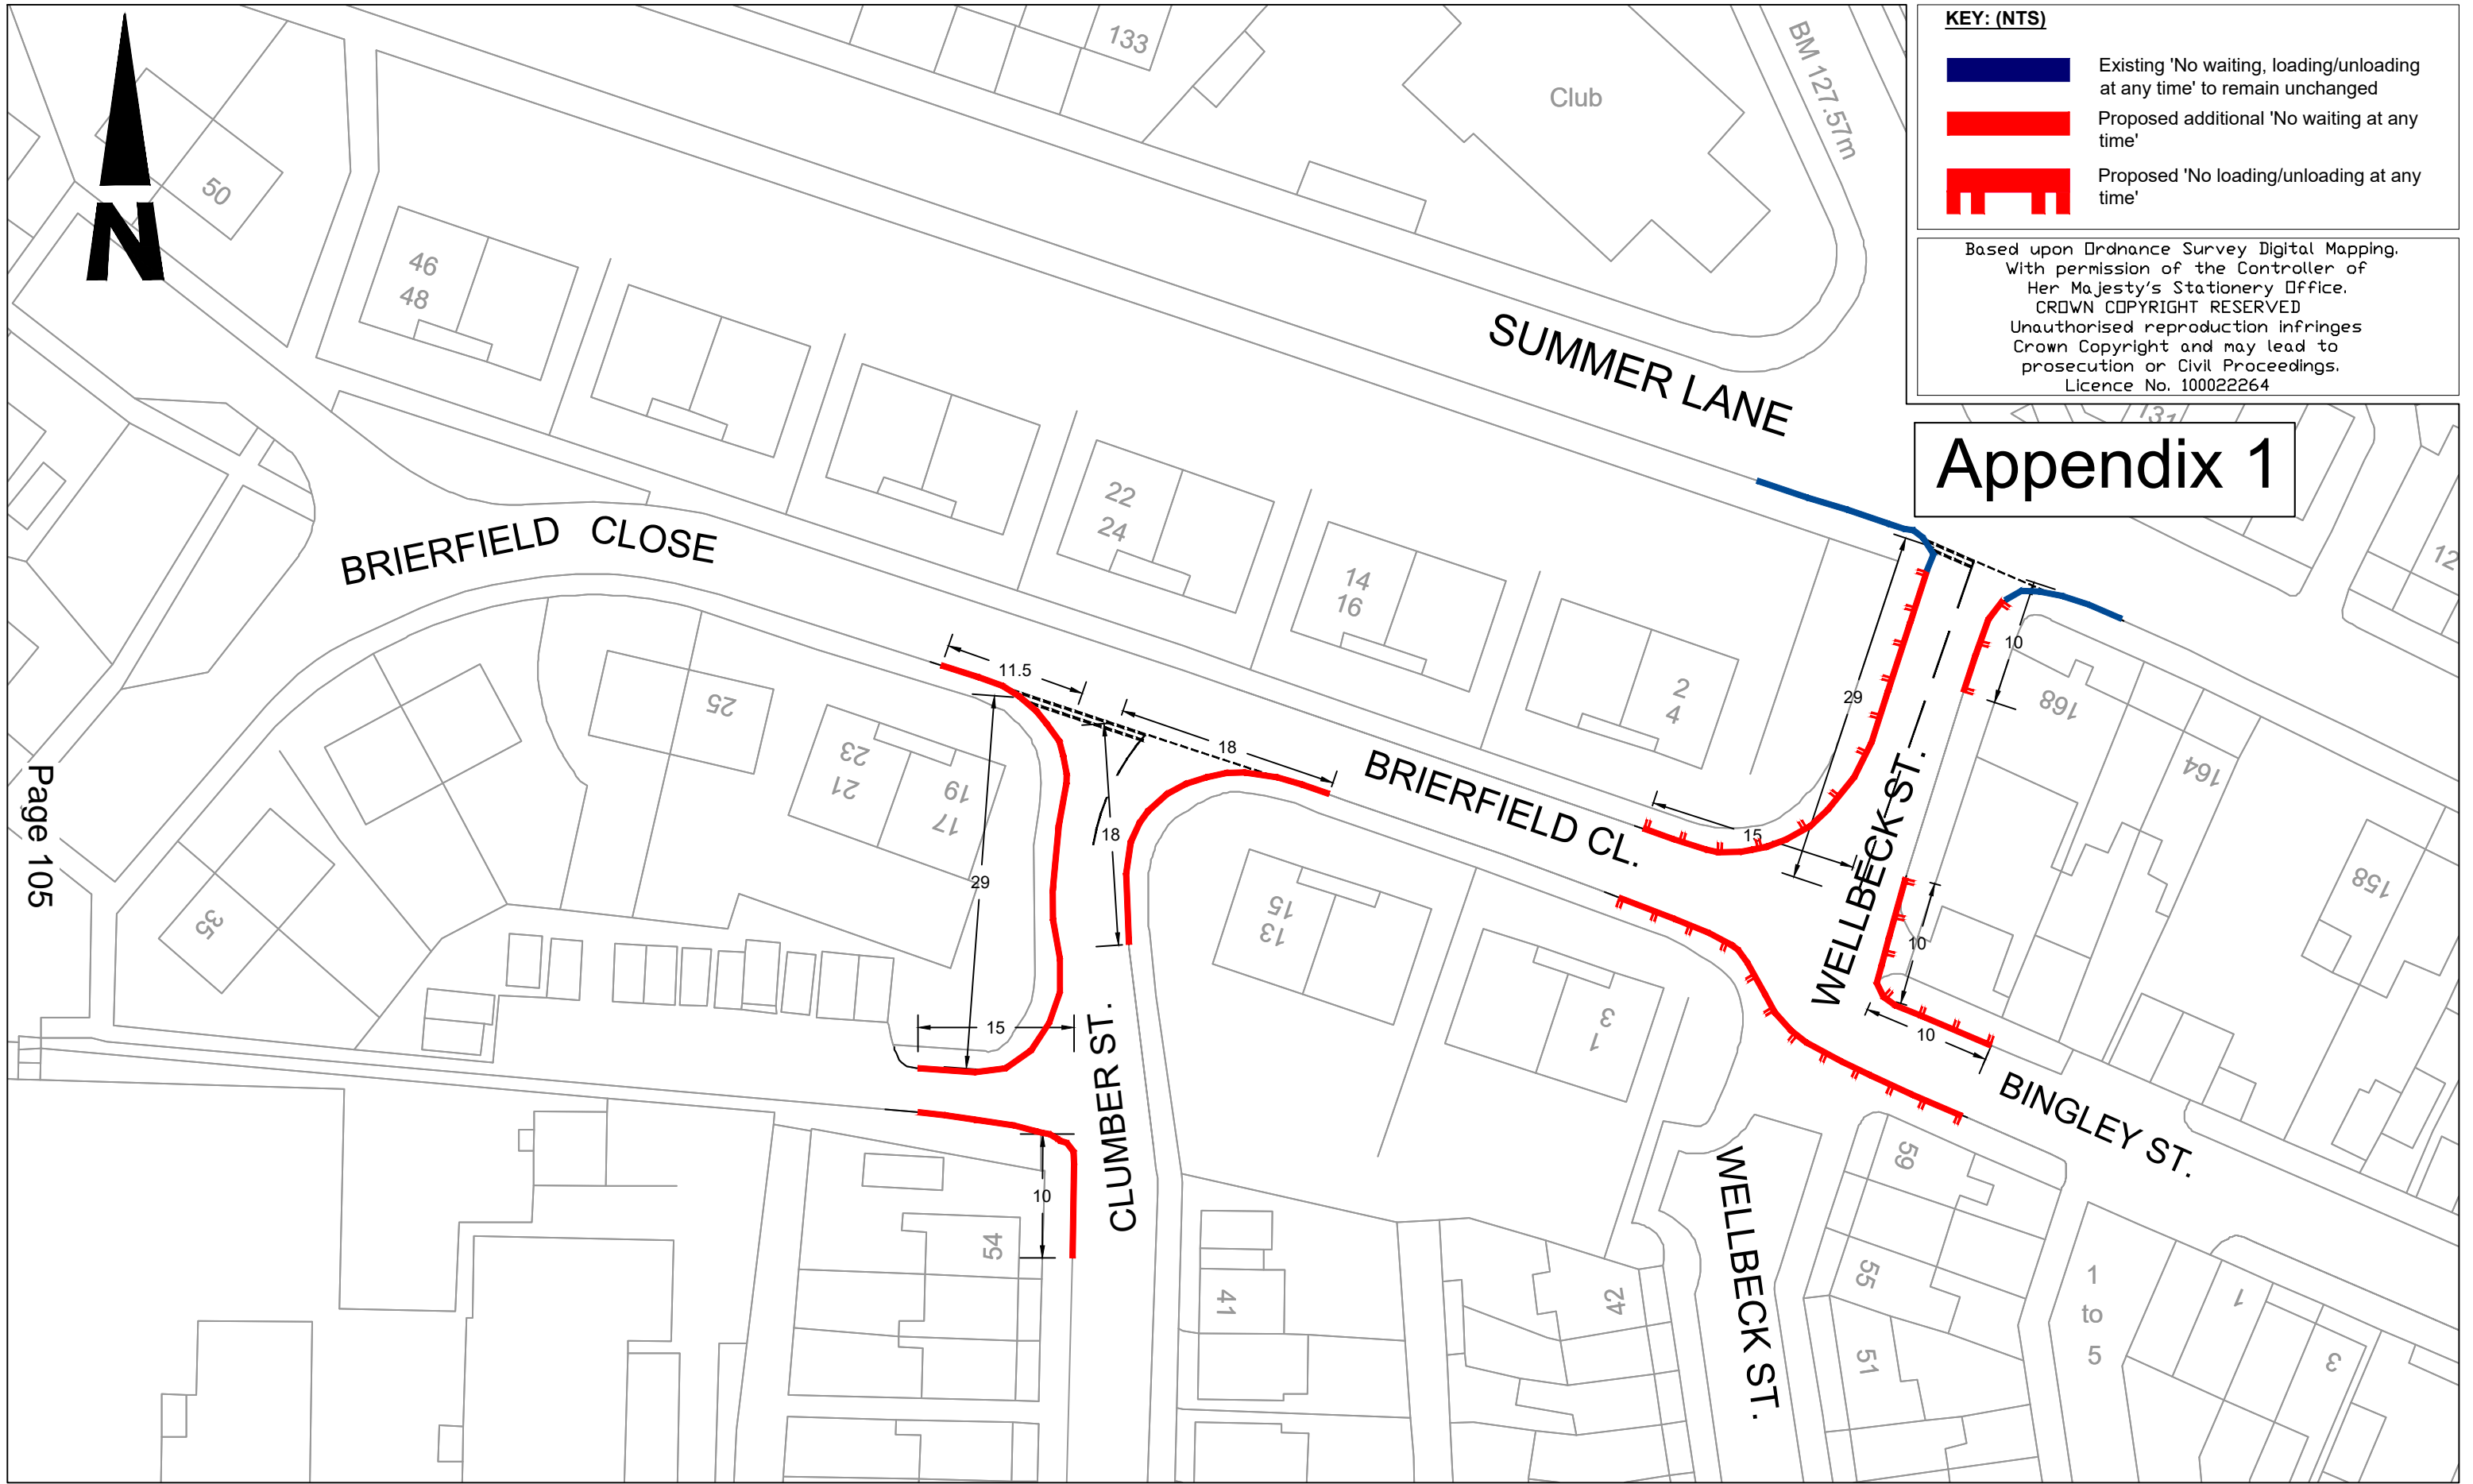 KEY: (NTS)
Existing 'No waiting, loading/unloading
at any time' to remain unchanged
Proposed additional 'No waiting at any
time'
Proposed 'No loading/unloading at any
time'
Based upon Ordnance Survey Digital Mapping.
With permission of the Controller of
Her Majesty's Stationery Office.
CROWN COPYRIGHT RESERVED
Unauthorised reproduction infringes
Crown Copyright and may lead to
prosecution or Civil Proceedings.
Licence No. 100022264
Appendix 1
N
133
Club
BM 127.57m
131
12
50
46
48
SUMMER LANE
22
24
14
16
2
4
BRIERFIELD CLOSE
BRIERFIELD CL.
WELLBECK ST.
BINGLEY ST.
WELLBECK ST.
CLUMBER ST.
11.5
18
18
29
15
10
29
15
10
10
10
25
23
21
19
17
35
15
13
3
1
168
164
158
54
41
42
59
55
51
1
to
5
1
3
Page 105